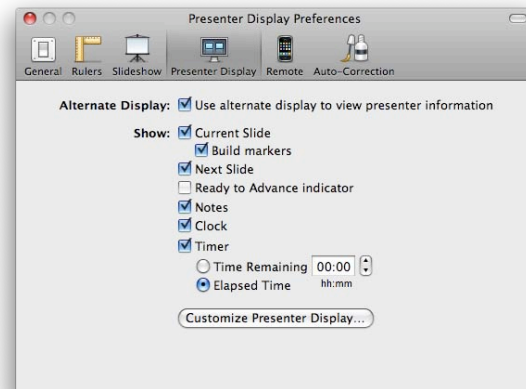 Presenter Display Preferences
General Rulers Slideshow Presenter Display Remote Auto-Correction
Alternate Display: Use alternate display to view presenter information
Show: Current Slide
Build markers
Next Slide
Ready to Advance indicator
Notes
Clock
Timer
Time Remaining 00:00
Elapsed Time hh:mm
Customize Presenter Display...